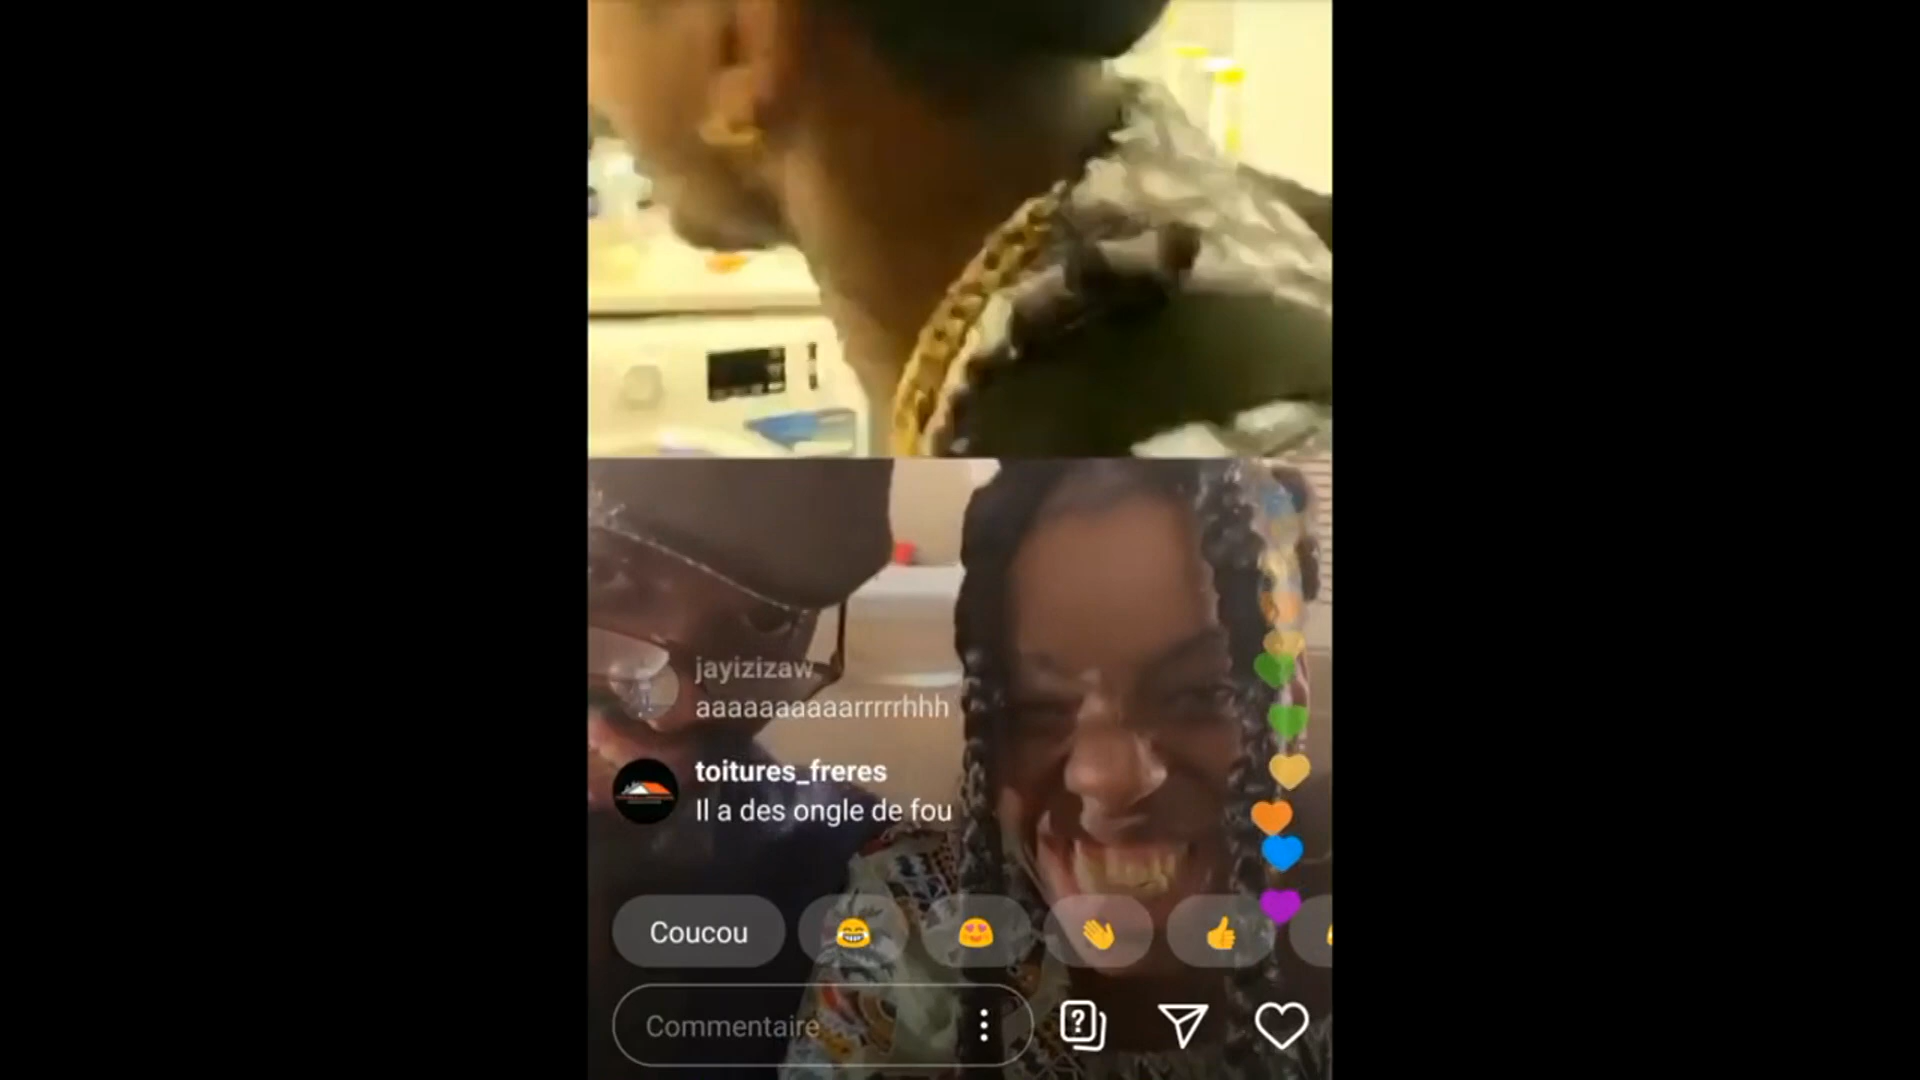 jayizizaw
aaaaaaaaaarrrrrhhh
toitures_freres
Il a des ongle de fou
Coucou
Commentaire